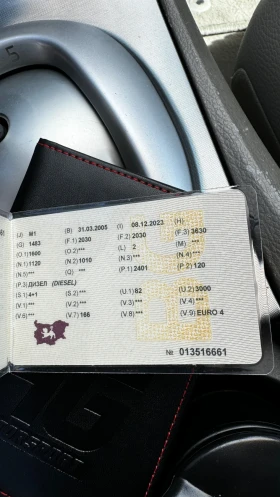 5
(J) M1 (B) 31.03.2005 (I) 08.12.2023 (H)
(G) 1483 (F.1) 2030 (F.2) 2030 (F.3) 3630
(O.1) 1600 (O.2)*** (L) 2 (M) ***
(N.1) 1120 (N.2) 1010 (N.3)*** (N.4)***
(N.5)*** (Q) *** (P.1) 2401 (P.2) 120
(P.3) ДИЗЕЛ (DIESEL)
(S.1) 4+1 (S.2) *** (U.1) 82 (U.2) 3000
(V.1) *** (V.2) *** (V.3) *** (V.4) ***
(V.6) *** (V.7) 186 (V.8) *** (V.9) EURO 4
№ 013516661